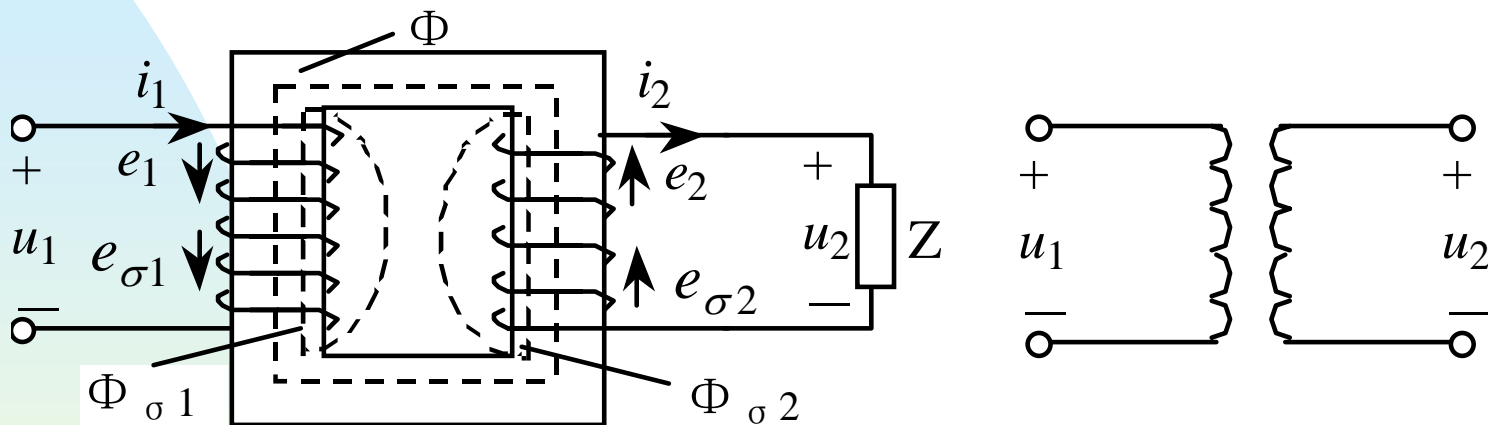 Φ
i1 i2
e1 e2
+ + + +
u1 u2 Z u1 u2
eσ1 eσ2
— — — —
Φσ1 Φσ2